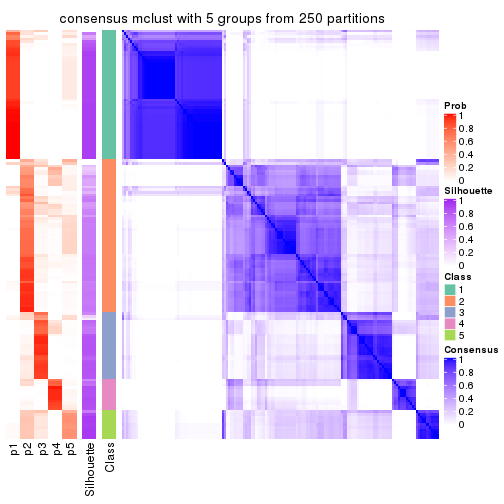 consensus mclust with 5 groups from 250 partitions
Prob
1
0.8
0.6
0.4
0.2
0
Silhouette
1
0.8
0.6
0.4
0.2
0
Class
1
2
3
4
5
Consensus
1
0.8
0.6
0.4
0.2
0
p1
p2
p3
p4
p5
Silhouette
Class